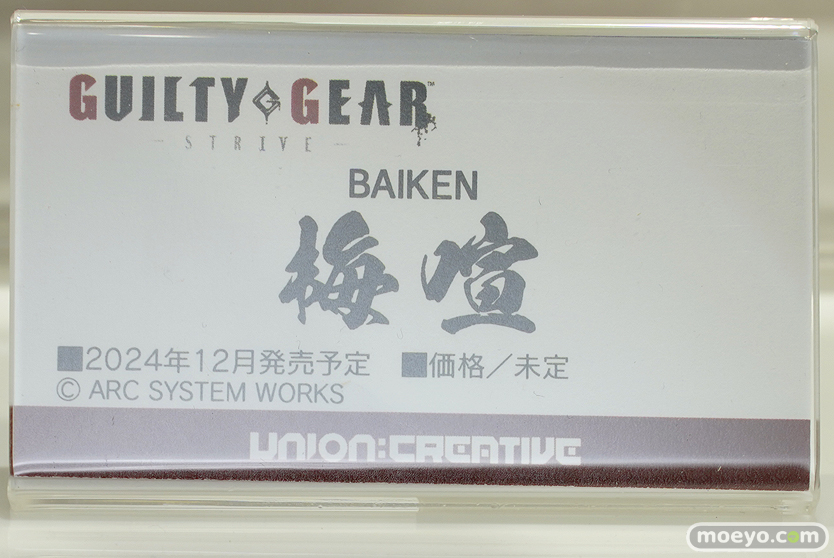 GUILTY GEAR™
- STRIVE -
BAIKEN
梅喧
■2024年12月発売予定 ■価格／未定
© ARC SYSTEM WORKS
UNION:CREATIVE
moeyo.com